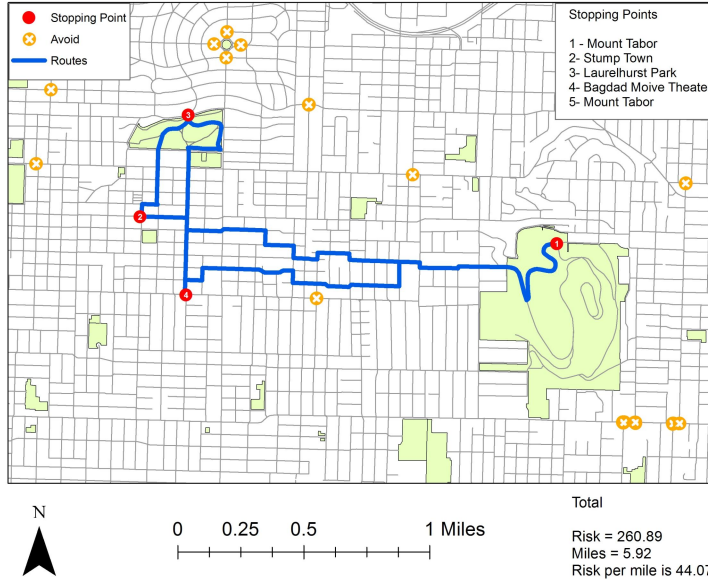 Stopping Point
Avoid
Routes
Stopping Points
1 - Mount Tabor
2- Stump Town
3- Laurelhurst Park
4- Bagdad Moive Theate
5- Mount Tabor
3
2
1
4
3
N
0 0.25 0.5 1 Miles
Total
Risk = 260.89
Miles = 5.92
Risk per mile is 44.07